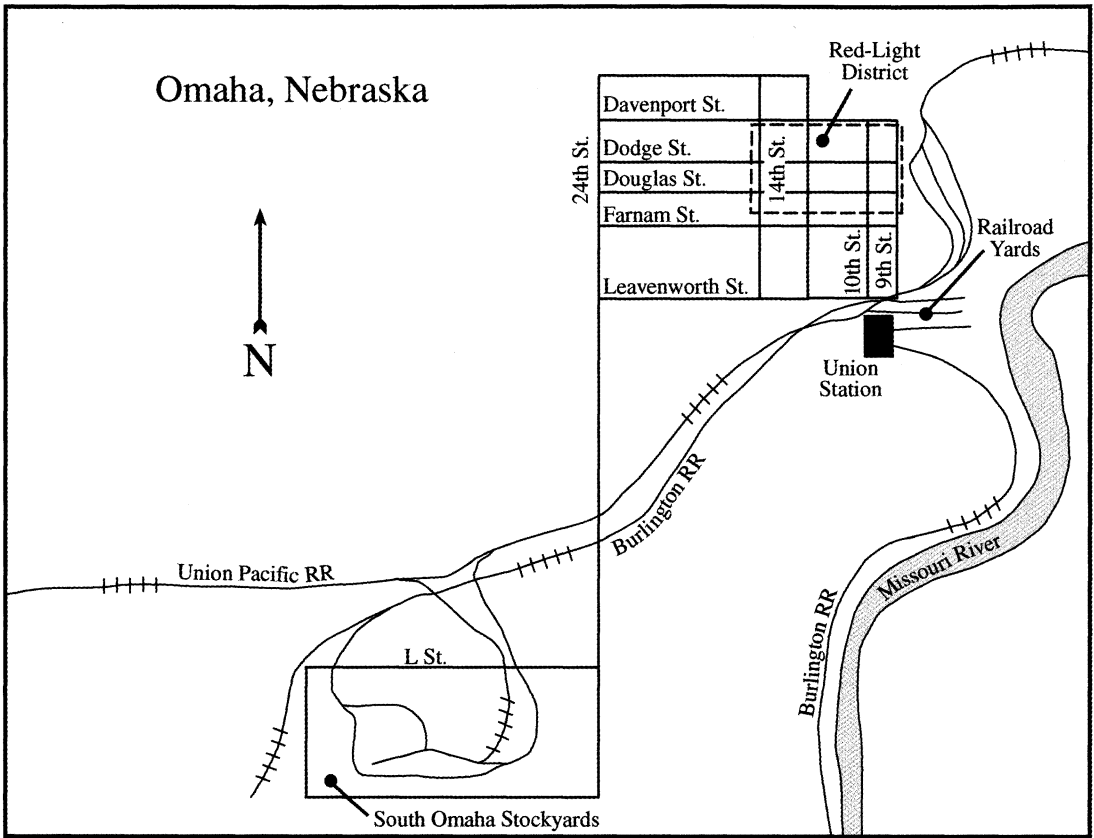 Omaha, Nebraska
Red-Light
District
Davenport St.
Dodge St.
Douglas St.
Farnam St.
Leavenworth St.
24th St.
14th St.
10th St.
9th St.
Railroad
Yards
Union
Station
N
Burlington RR
Union Pacific RR
Missouri River
Burlington RR
L St.
South Omaha Stockyards